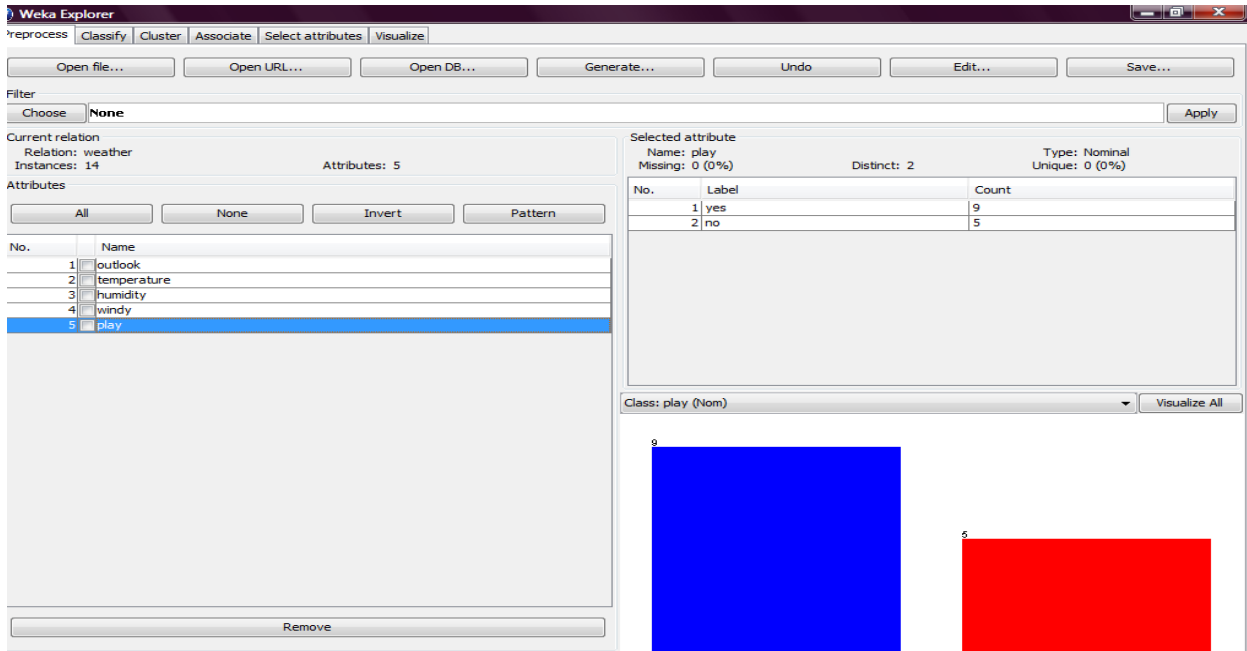 Weka Explorer
Preprocess Classify Cluster Associate Select attributes Visualize
Open file... Open URL... Open DB... Generate... Undo Edit... Save...
Filter
Choose None Apply
Current relation
Relation: weather
Instances: 14 Attributes: 5
Attributes
All None Invert Pattern
No. Name
1 outlook
2 temperature
3 humidity
4 windy
5 play
Remove
Selected attribute
Name: play Type: Nominal
Missing: 0 (0%) Distinct: 2 Unique: 0 (0%)
No. Label Count
1 yes 9
2 no 5
Class: play (Nom) Visualize All
9
5